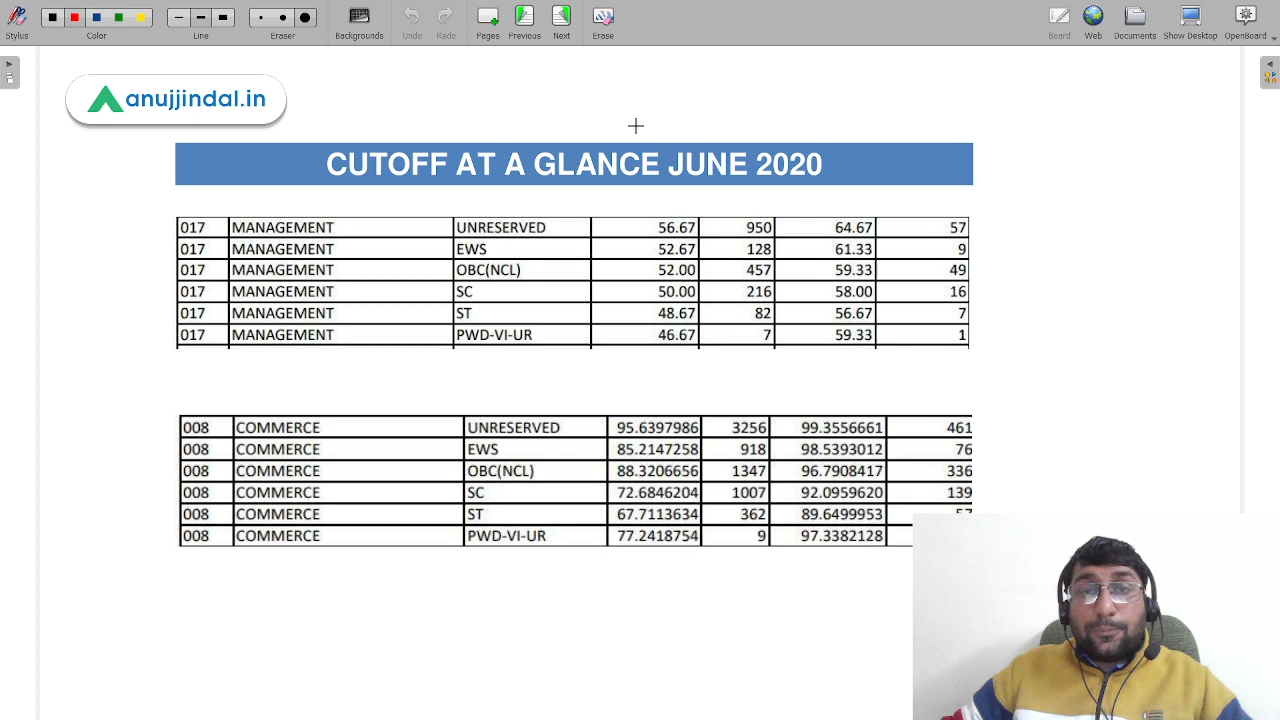 Stylus Color Line Eraser Backgrounds Undo Redo Pages Previous Next Erase Board Web Documents Show Desktop OpenBoard
anujjindal.in
CUTOFF AT A GLANCE JUNE 2020
017 MANAGEMENT UNRESERVED 56.67 950 64.67 57
017 MANAGEMENT EWS 52.67 128 61.33 9
017 MANAGEMENT OBC(NCL) 52.00 457 59.33 49
017 MANAGEMENT SC 50.00 216 58.00 16
017 MANAGEMENT ST 48.67 82 56.67 7
017 MANAGEMENT PWD-VI-UR 46.67 7 59.33 1
008 COMMERCE UNRESERVED 95.6397986 3256 99.3556661 461
008 COMMERCE EWS 85.2147258 918 98.5393012 76
008 COMMERCE OBC(NCL) 88.3206656 1347 96.7908417 336
008 COMMERCE SC 72.6846204 1007 92.0959620 139
008 COMMERCE ST 67.7113634 362 89.6499953
008 COMMERCE PWD-VI-UR 77.2418754 9 97.3382128